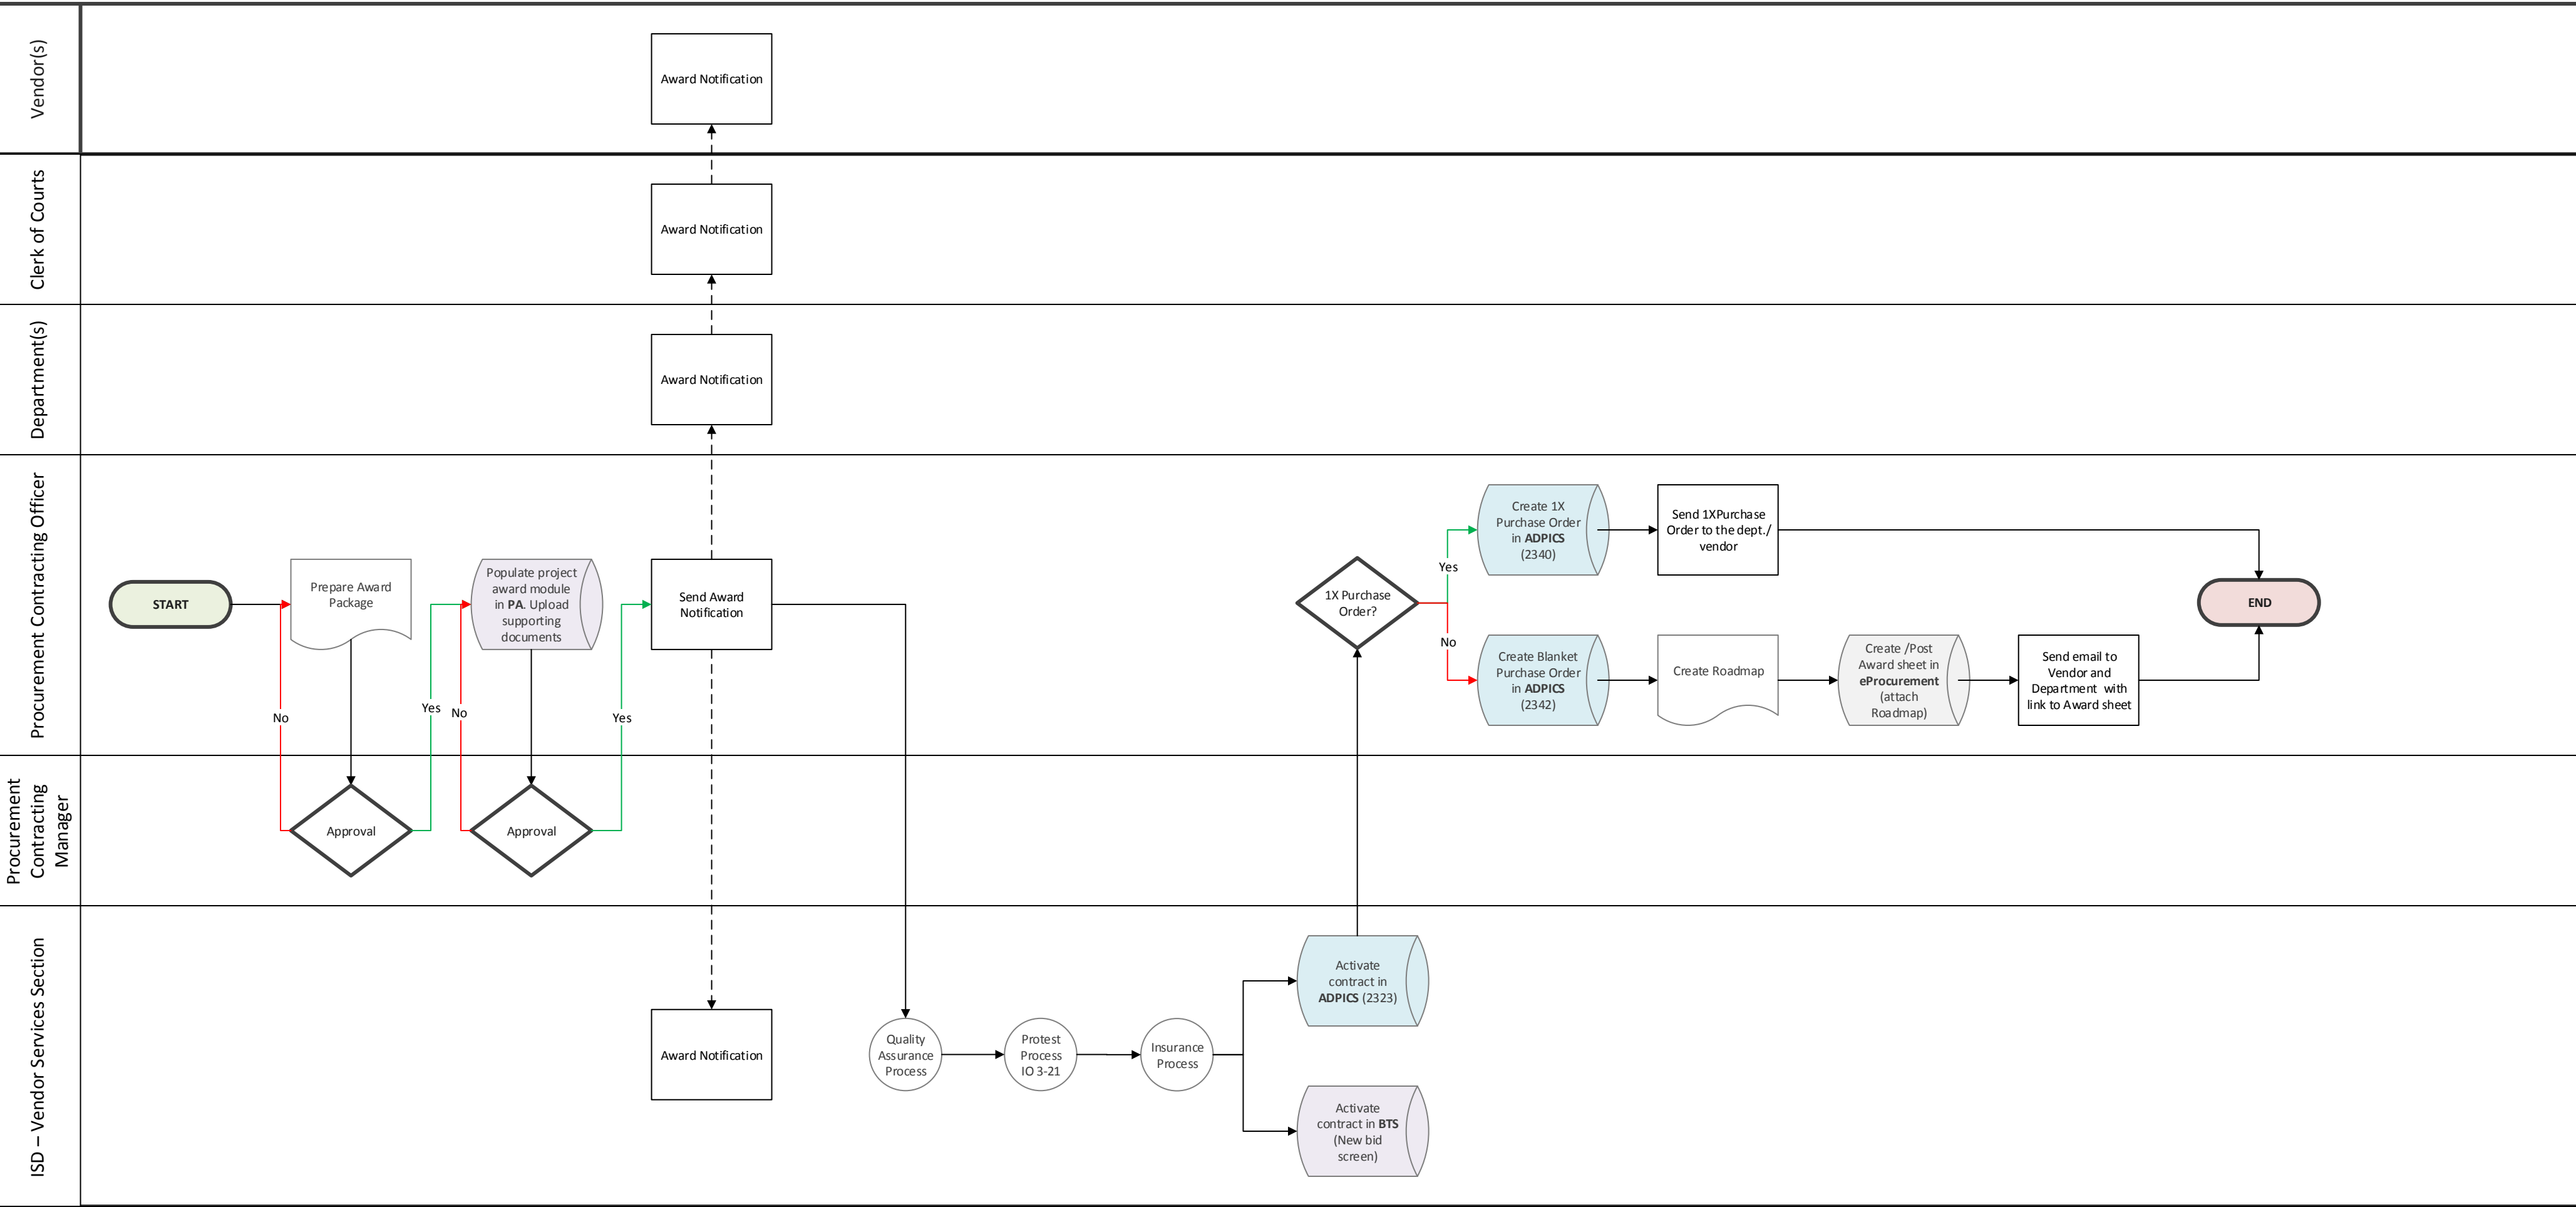 Vendor(s)
Award Notification
Clerk of Courts
Award Notification
Department(s)
Award Notification
Procurement Contracting Officer
START
Prepare Award
Package
Populate project
award module
in PA. Upload
supporting
documents
Send Award
Notification
No
Yes
No
Yes
1X Purchase
Order?
Yes
No
Create 1X
Purchase Order
in ADPICS
(2340)
Send 1XPurchase
Order to the dept./
vendor
Create Blanket
Purchase Order
in ADPICS
(2342)
Create Roadmap
Create /Post
Award sheet in
eProcurement
(attach
Roadmap)
Send email to
Vendor and
Department with
link to Award sheet
END
Procurement
Contracting
Manager
Approval
Approval
ISD – Vendor Services Section
Award Notification
Quality
Assurance
Process
Protest
Process
IO 3-21
Insurance
Process
Activate
contract in
ADPICS (2323)
Activate
contract in BTS
(New bid
screen)